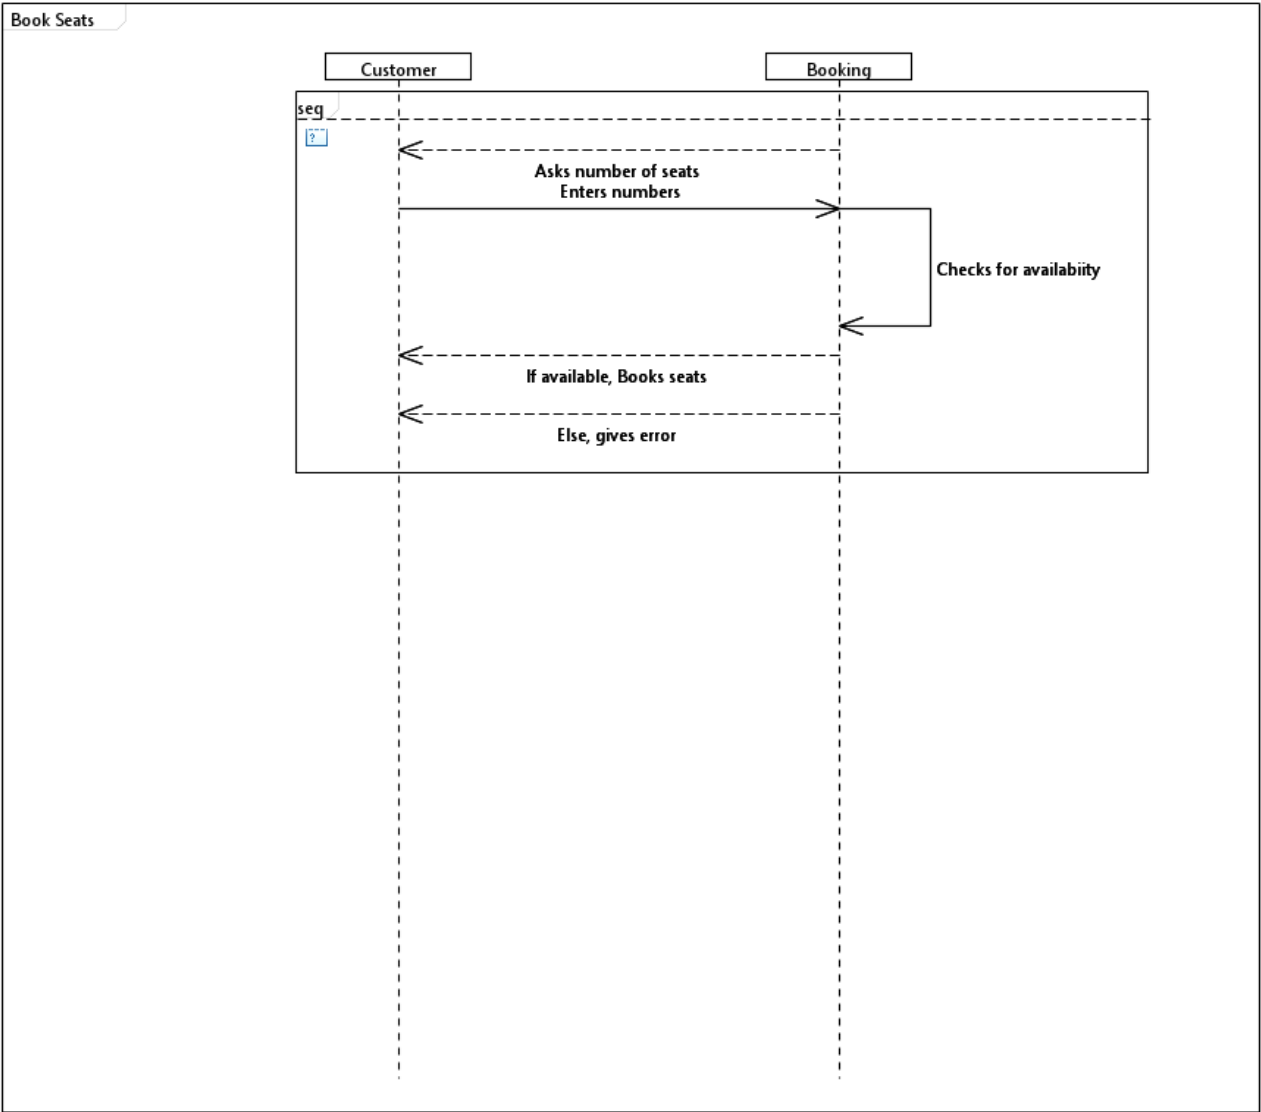 Book Seats
Customer
Booking
seq
?
Asks number of seats
Enters numbers
Checks for availabiity
If available, Books seats
Else, gives error